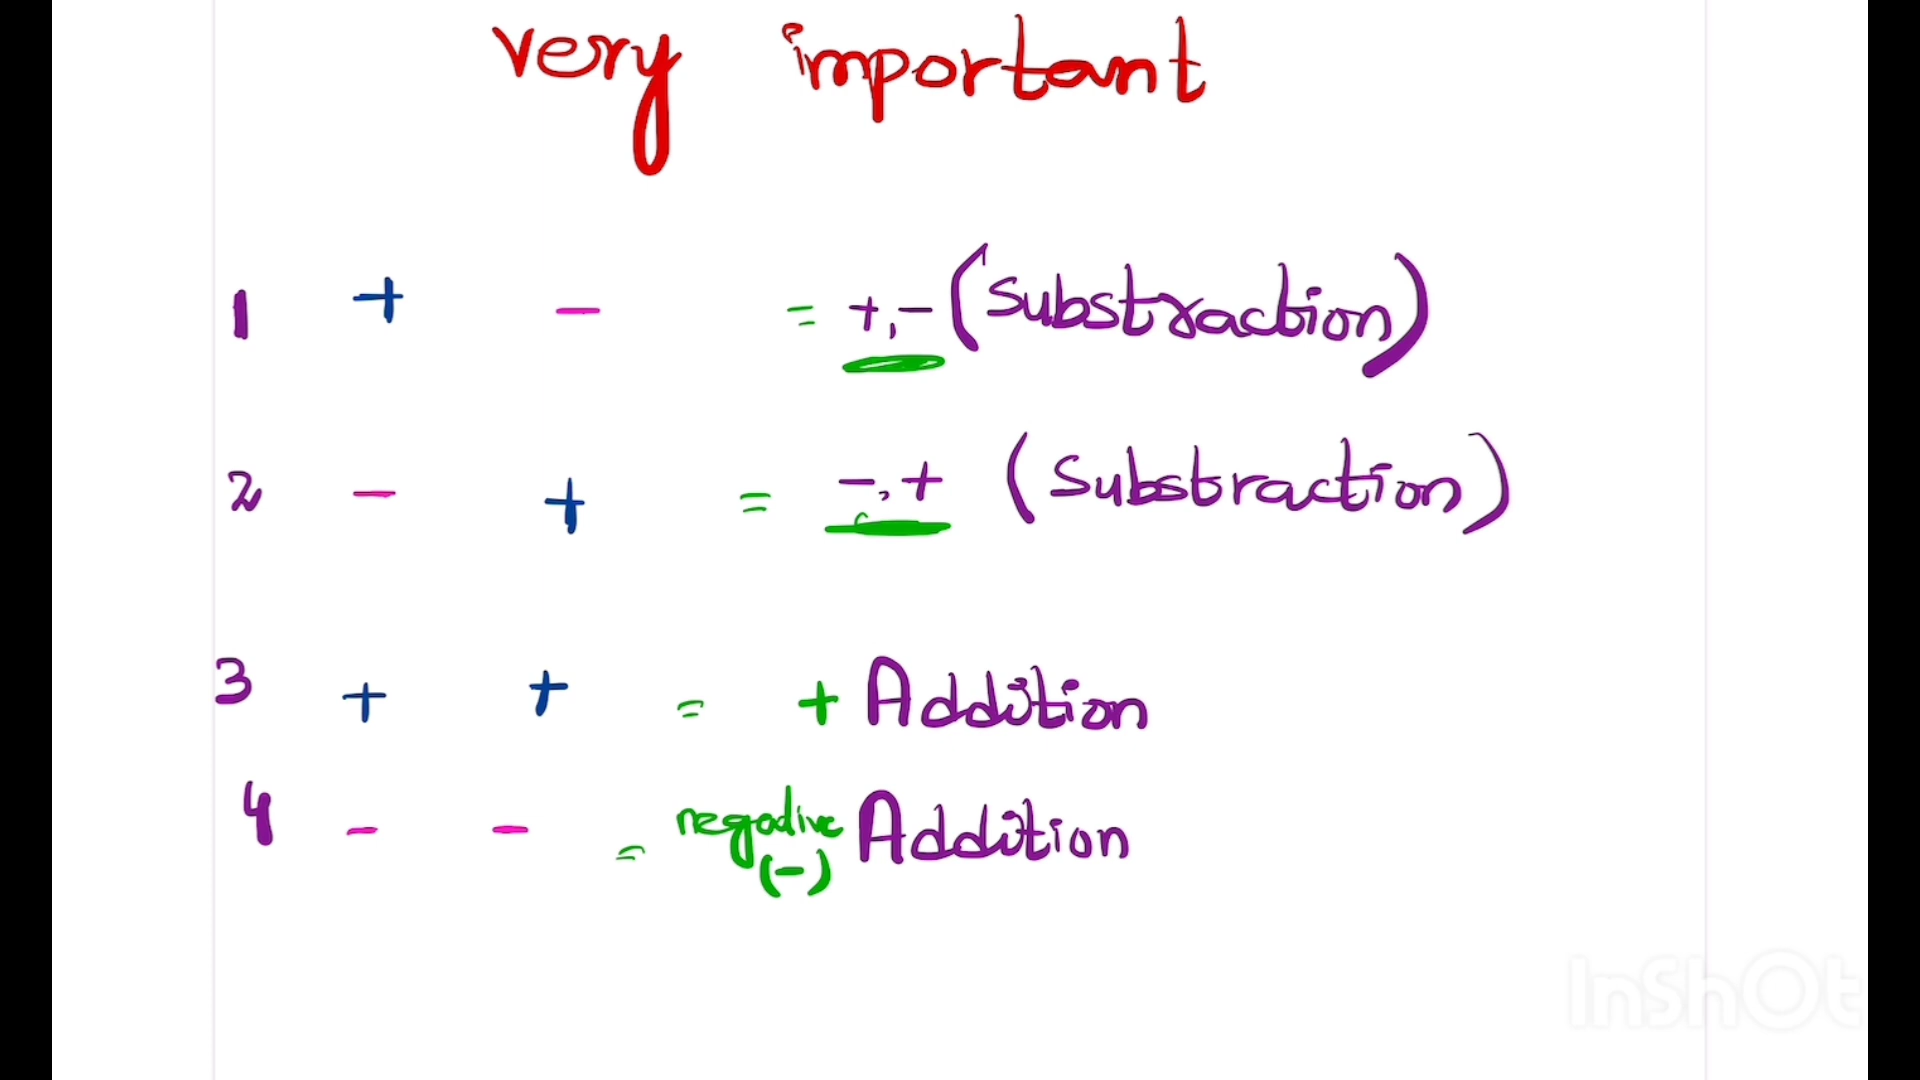 very important
1 + - = +,- (Substraction)
2 - + = -,+ (Substraction)
3 + + = + Addition
4 - - = negative (-) Addition
InShOt